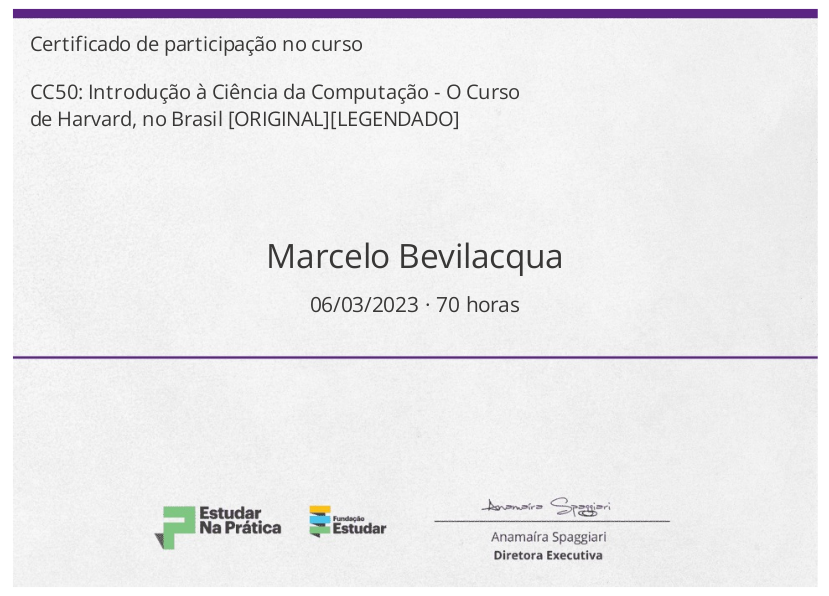 Certificado de participação no curso
CC50: Introdução à Ciência da Computação - O Curso
de Harvard, no Brasil [ORIGINAL][LEGENDADO]
Marcelo Bevilacqua
06/03/2023 · 70 horas
Estudar
Na Prática
Fundação
Estudar
Anamaíra Spaggiari
Anamaíra Spaggiari
Diretora Executiva